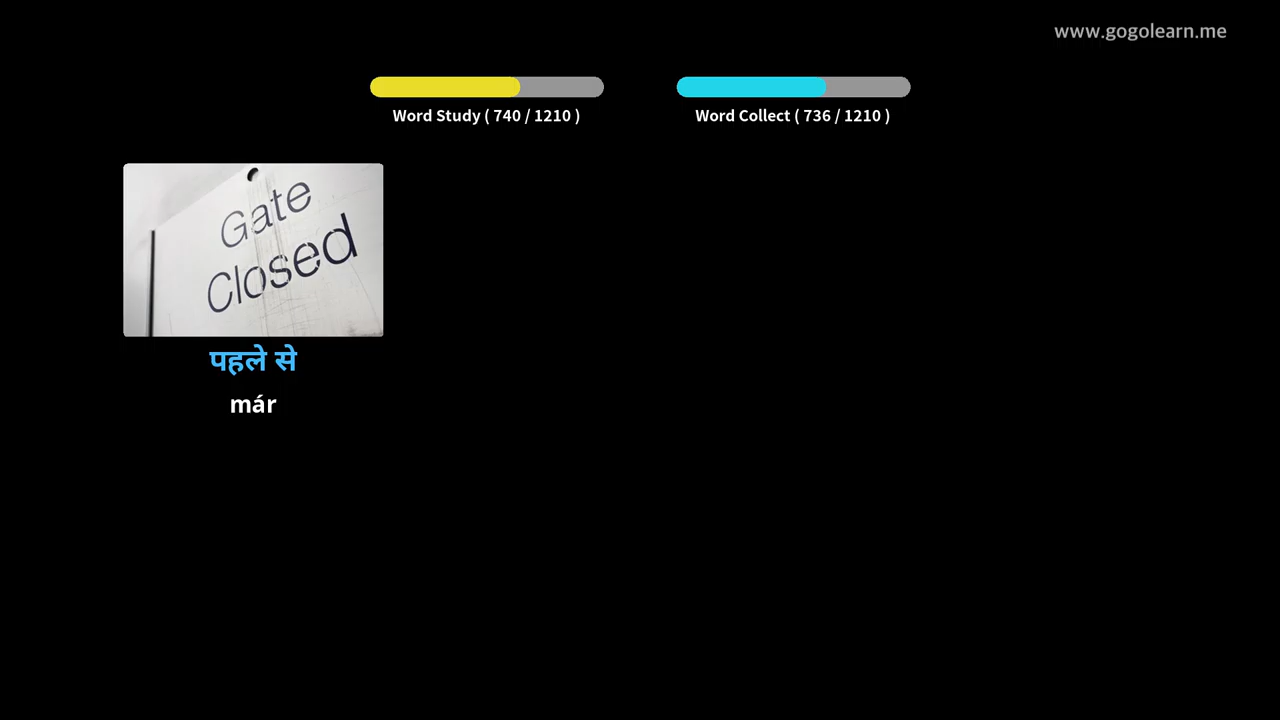 www.gogolearn.me
Word Study ( 740 / 1210 )
Word Collect ( 736 / 1210 )
Gate
Closed
पहले से
már